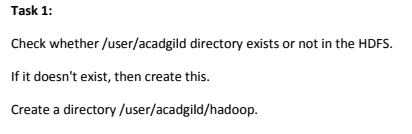 Task 1:
Check whether /user/acadgild directory exists or not in the HDFS.
If it doesn't exist, then create this.
Create a directory /user/acadgild/hadoop.